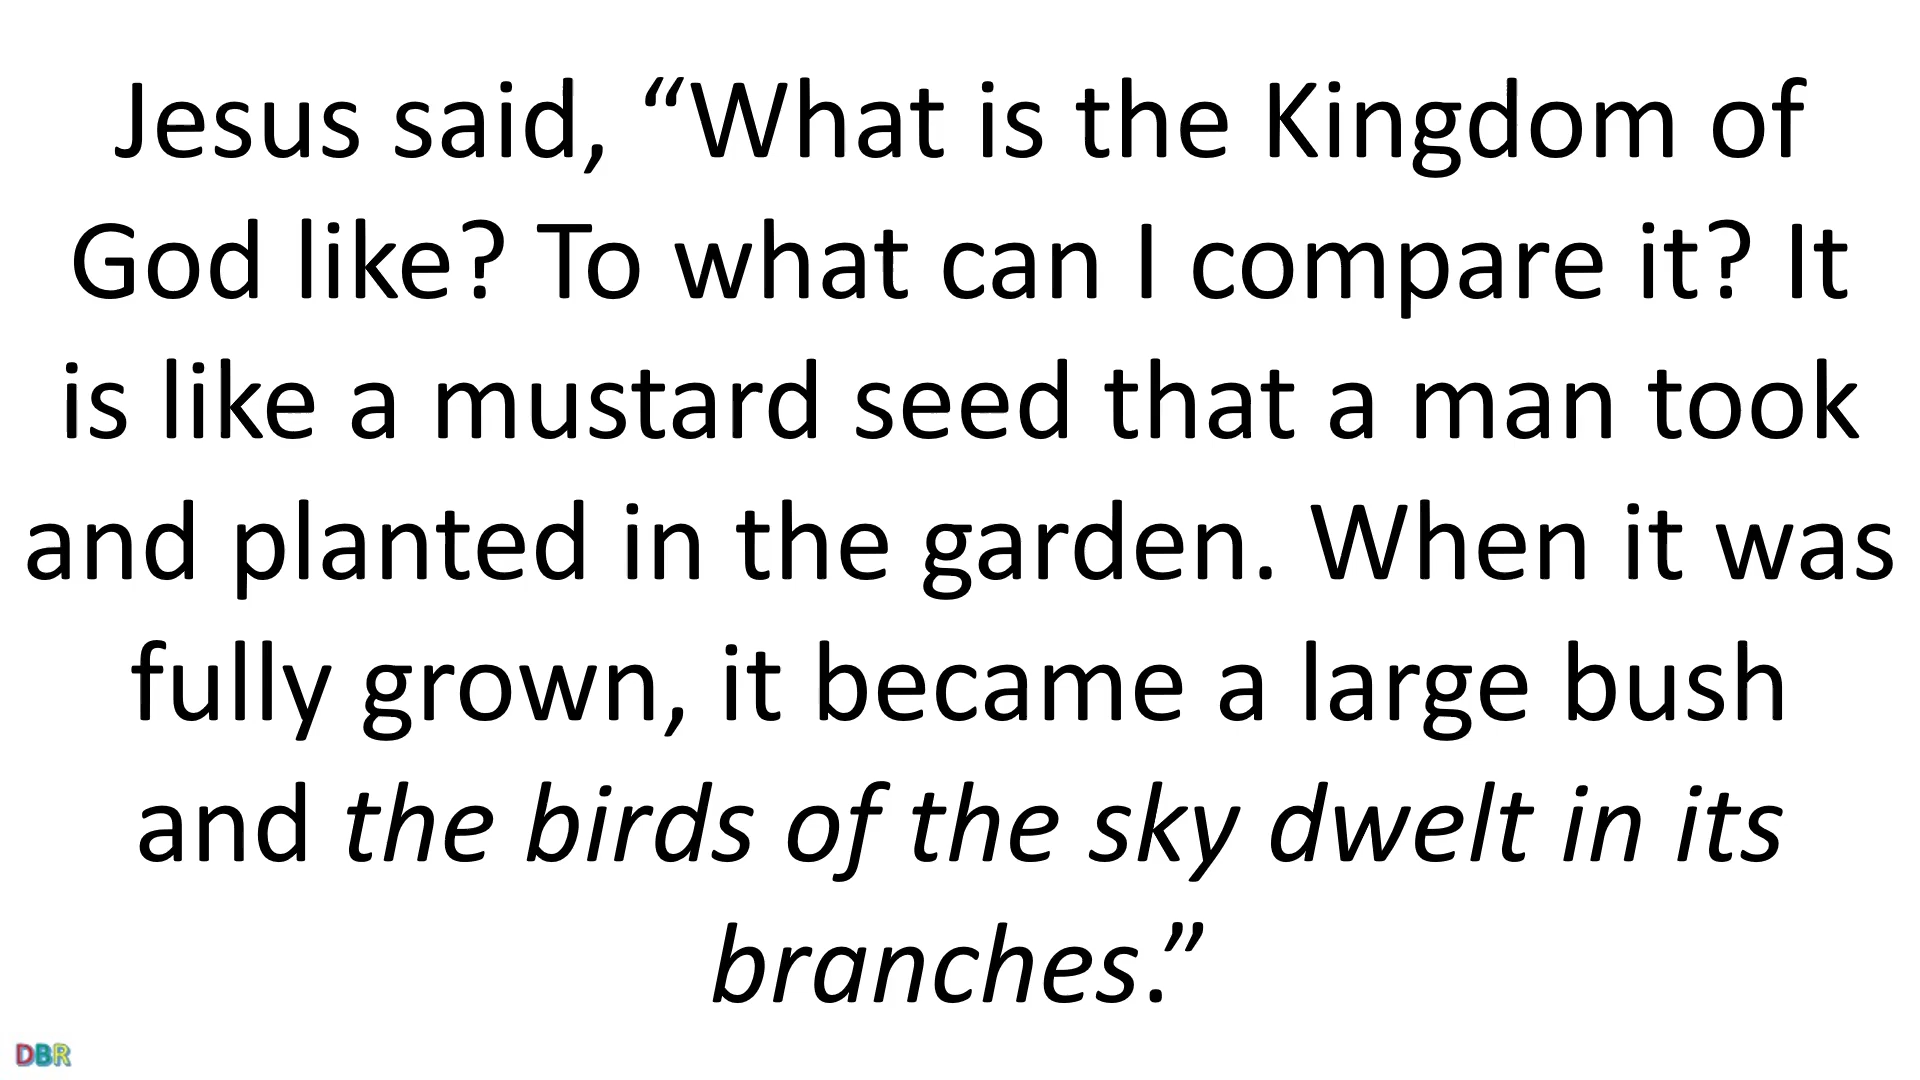 Jesus said, “What is the Kingdom of
God like? To what can I compare it? It
is like a mustard seed that a man took
and planted in the garden. When it was
fully grown, it became a large bush
and the birds of the sky dwelt in its
branches.”
DBR